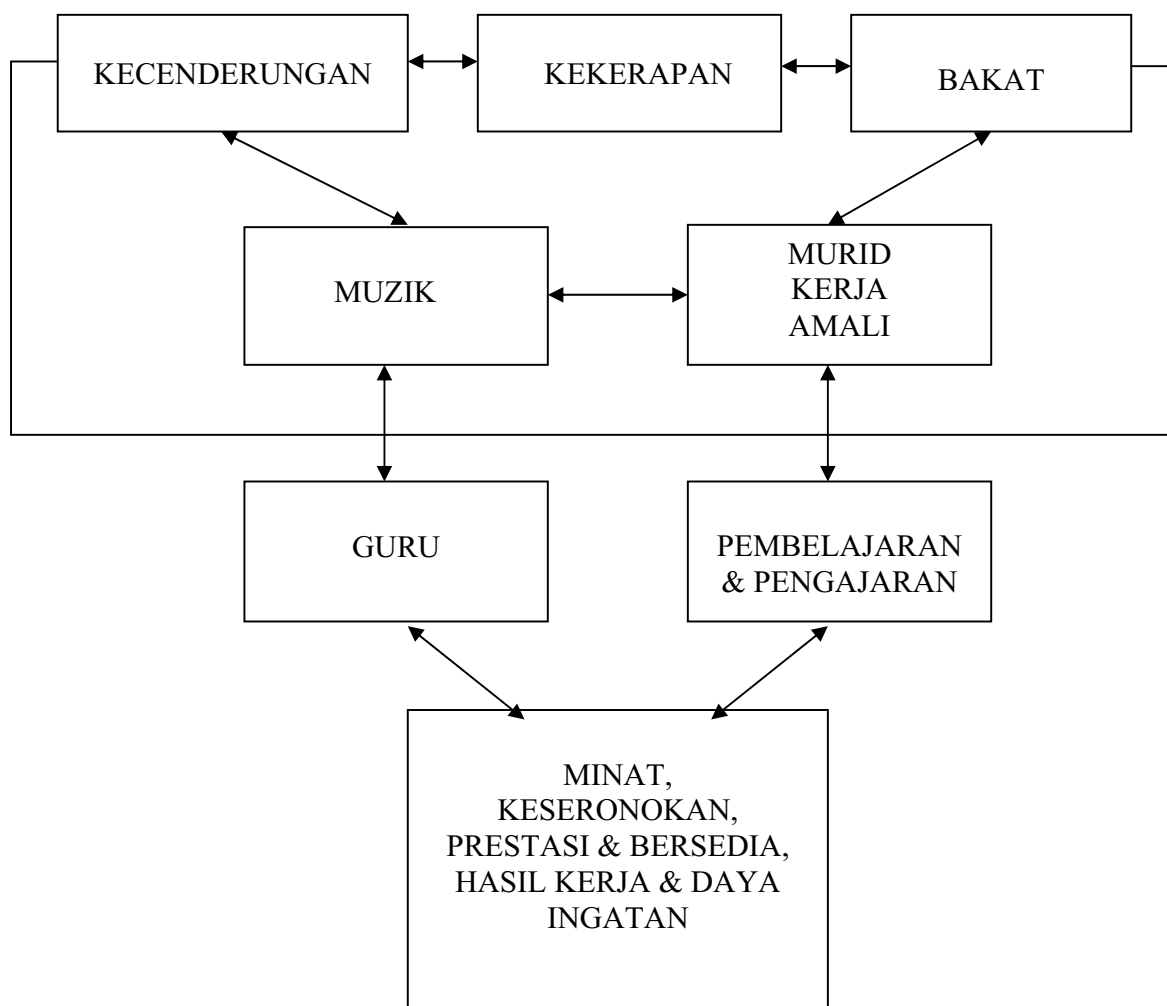 KECENDERUNGAN
KEKERAPAN
BAKAT
MUZIK
MURID
KERJA
AMALI
GURU
PEMBELAJARAN
& PENGAJARAN
MINAT,
KESERONOKAN,
PRESTASI & BERSEDIA,
HASIL KERJA & DAYA
INGATAN